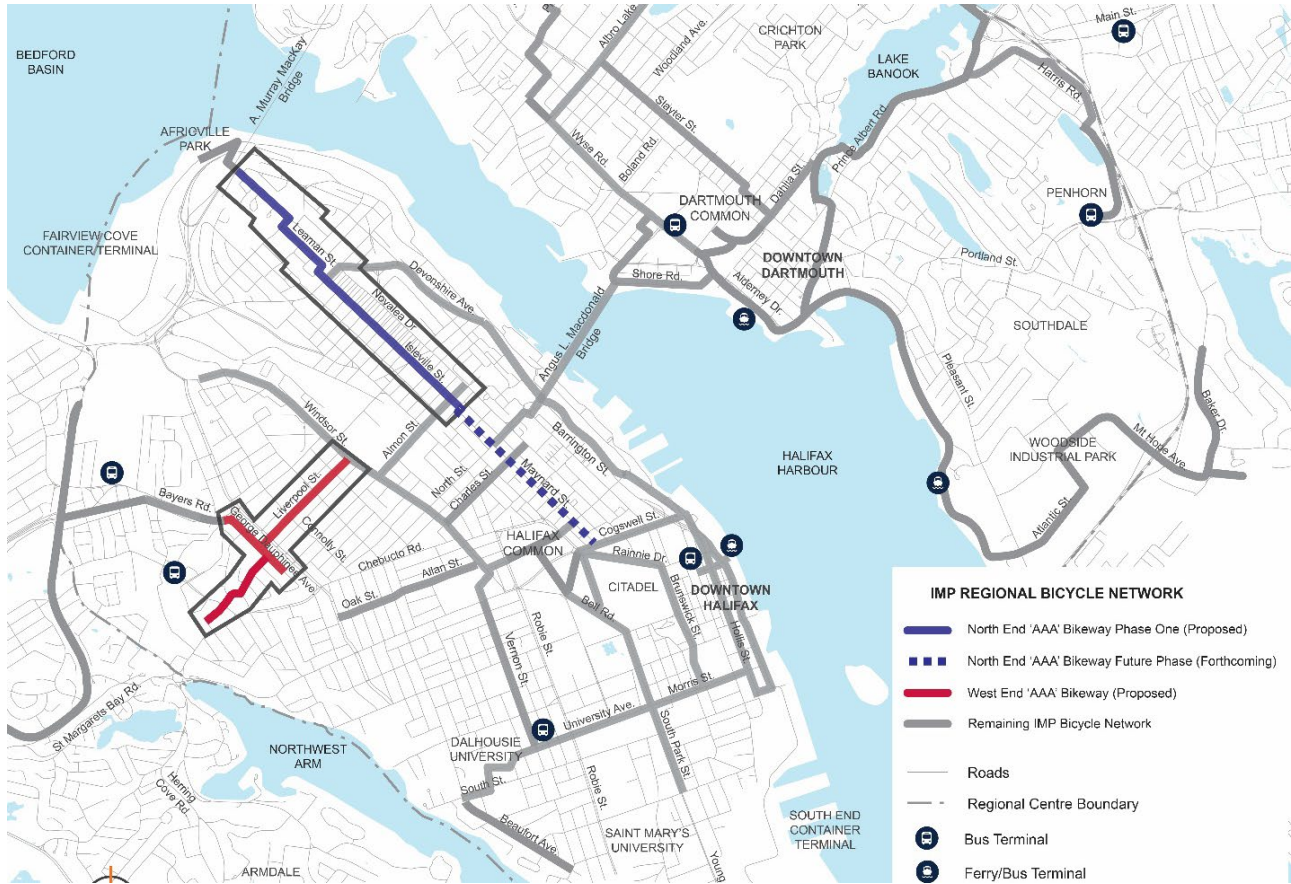 BEDFORD
BASIN
A. Murray MacKay
Bridge
AFRICVILLE
PARK
FAIRVIEW COVE
CONTAINER TERMINAL
Albro Lake
Woodland Ave.
CRICHTON
PARK
LAKE
BANOOK
Main St.
Harris Rd.
Slayter St.
Wyse Rd.
Boland Rd.
Dahlia St.
Prince Albert Rd.
DARTMOUTH
COMMON
PENHORN
DOWNTOWN
DARTMOUTH
Portland St.
Shore Rd.
Alderney Dr.
SOUTHDALE
Pleasant St.
Baker Dr.
WOODSIDE
INDUSTRIAL PARK
Mt Hope Ave.
Atlantic St.
Leaman St.
Devonshire Ave.
Novalea Dr.
Isleville St.
Angus L. Macdonald
Bridge
HALIFAX
HARBOUR
Windsor St.
Almon St.
Barrington St.
North St.
Charles St.
Maynard St.
Bayers Rd.
Liverpool St.
George Dauphinee Ave.
Connolly St.
Chebucto Rd.
Allan St.
Oak St.
HALIFAX
COMMON
Cogswell St.
Rainnie Dr.
CITADEL
DOWNTOWN
HALIFAX
Bell Rd.
Brunswick St.
Hollis St.
Vernon St.
Robie St.
Morris St.
University Ave.
South Park St.
St Margarets Bay Rd.
NORTHWEST
ARM
DALHOUSIE
UNIVERSITY
South St.
Robie St.
Beaufort Ave.
SAINT MARY'S
UNIVERSITY
Young
SOUTH END
CONTAINER
TERMINAL
Herring
Cove Rd.
ARMDALE
IMP REGIONAL BICYCLE NETWORK
North End 'AAA' Bikeway Phase One (Proposed)
North End 'AAA' Bikeway Future Phase (Forthcoming)
West End 'AAA' Bikeway (Proposed)
Remaining IMP Bicycle Network
Roads
Regional Centre Boundary
Bus Terminal
Ferry/Bus Terminal